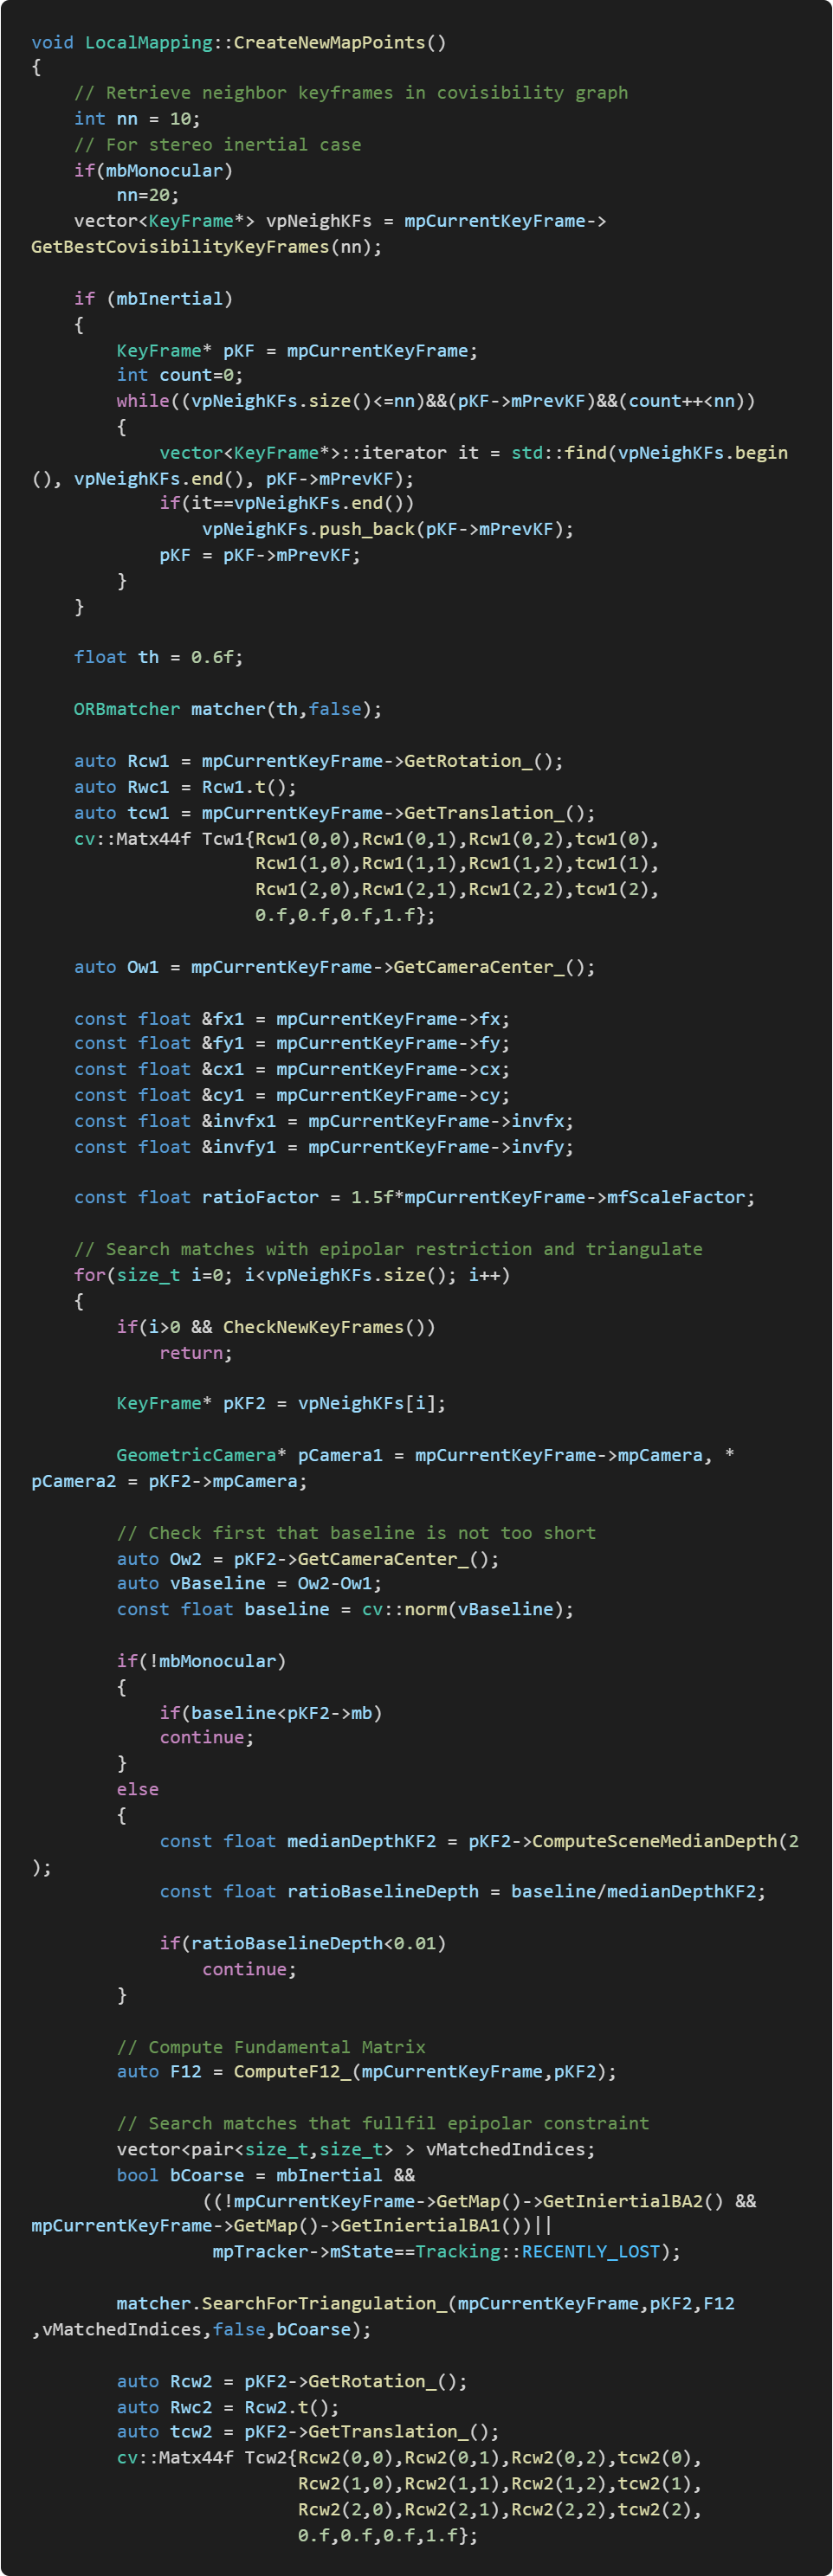 void LocalMapping::CreateNewMapPoints()
{
    // Retrieve neighbor keyframes in covisibility graph
    int nn = 10;
    // For stereo inertial case
    if(mbMonocular)
        nn=20;
    vector<KeyFrame*> vpNeighKFs = mpCurrentKeyFrame->
GetBestCovisibilityKeyFrames(nn);

    if (mbInertial)
    {
        KeyFrame* pKF = mpCurrentKeyFrame;
        int count=0;
        while((vpNeighKFs.size()<=nn)&&(pKF->mPrevKF)&&(count++<nn))
        {
            vector<KeyFrame*>::iterator it = std::find(vpNeighKFs.begin
(), vpNeighKFs.end(), pKF->mPrevKF);
            if(it==vpNeighKFs.end())
                vpNeighKFs.push_back(pKF->mPrevKF);
            pKF = pKF->mPrevKF;
        }
    }

    float th = 0.6f;

    ORBmatcher matcher(th,false);

    auto Rcw1 = mpCurrentKeyFrame->GetRotation_();
    auto Rwc1 = Rcw1.t();
    auto tcw1 = mpCurrentKeyFrame->GetTranslation_();
    cv::Matx44f Tcw1{Rcw1(0,0),Rcw1(0,1),Rcw1(0,2),tcw1(0),
                     Rcw1(1,0),Rcw1(1,1),Rcw1(1,2),tcw1(1),
                     Rcw1(2,0),Rcw1(2,1),Rcw1(2,2),tcw1(2),
                     0.f,0.f,0.f,1.f};

    auto Ow1 = mpCurrentKeyFrame->GetCameraCenter_();

    const float &fx1 = mpCurrentKeyFrame->fx;
    const float &fy1 = mpCurrentKeyFrame->fy;
    const float &cx1 = mpCurrentKeyFrame->cx;
    const float &cy1 = mpCurrentKeyFrame->cy;
    const float &invfx1 = mpCurrentKeyFrame->invfx;
    const float &invfy1 = mpCurrentKeyFrame->invfy;

    const float ratioFactor = 1.5f*mpCurrentKeyFrame->mfScaleFactor;

    // Search matches with epipolar restriction and triangulate
    for(size_t i=0; i<vpNeighKFs.size(); i++)
    {
        if(i>0 && CheckNewKeyFrames())
            return;

        KeyFrame* pKF2 = vpNeighKFs[i];

        GeometricCamera* pCamera1 = mpCurrentKeyFrame->mpCamera, *
pCamera2 = pKF2->mpCamera;

        // Check first that baseline is not too short
        auto Ow2 = pKF2->GetCameraCenter_();
        auto vBaseline = Ow2-Ow1;
        const float baseline = cv::norm(vBaseline);

        if(!mbMonocular)
        {
            if(baseline<pKF2->mb)
            continue;
        }
        else
        {
            const float medianDepthKF2 = pKF2->ComputeSceneMedianDepth(2
);
            const float ratioBaselineDepth = baseline/medianDepthKF2;

            if(ratioBaselineDepth<0.01)
                continue;
        }

        // Compute Fundamental Matrix
        auto F12 = ComputeF12_(mpCurrentKeyFrame,pKF2);

        // Search matches that fullfil epipolar constraint
        vector<pair<size_t,size_t> > vMatchedIndices;
        bool bCoarse = mbInertial &&
                ((!mpCurrentKeyFrame->GetMap()->GetIniertialBA2() &&
mpCurrentKeyFrame->GetMap()->GetIniertialBA1())||
                 mpTracker->mState==Tracking::RECENTLY_LOST);

        matcher.SearchForTriangulation_(mpCurrentKeyFrame,pKF2,F12
,vMatchedIndices,false,bCoarse);

        auto Rcw2 = pKF2->GetRotation_();
        auto Rwc2 = Rcw2.t();
        auto tcw2 = pKF2->GetTranslation_();
        cv::Matx44f Tcw2{Rcw2(0,0),Rcw2(0,1),Rcw2(0,2),tcw2(0),
                         Rcw2(1,0),Rcw2(1,1),Rcw2(1,2),tcw2(1),
                         Rcw2(2,0),Rcw2(2,1),Rcw2(2,2),tcw2(2),
                         0.f,0.f,0.f,1.f};